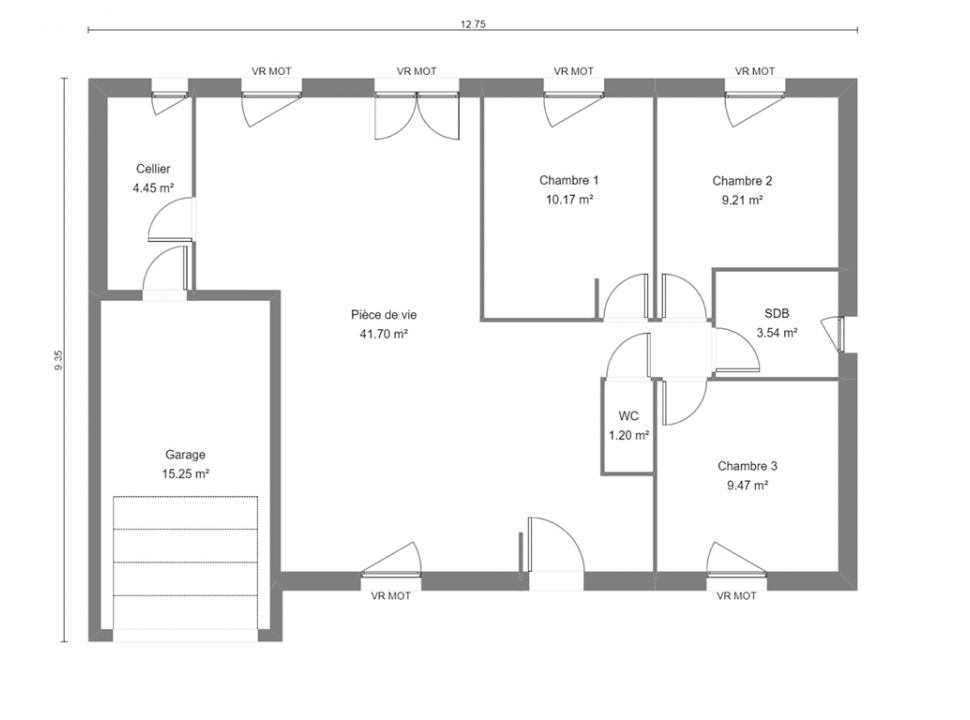 12.75
VR MOT
VR MOT
VR MOT
VR MOT
Cellier
4.45 m²
Chambre 1
10.17 m²
Chambre 2
9.21 m²
9.35
Pièce de vie
41.70 m²
SDB
3.54 m²
WC
1.20 m²
Garage
15.25 m²
Chambre 3
9.47 m²
VR MOT
VR MOT